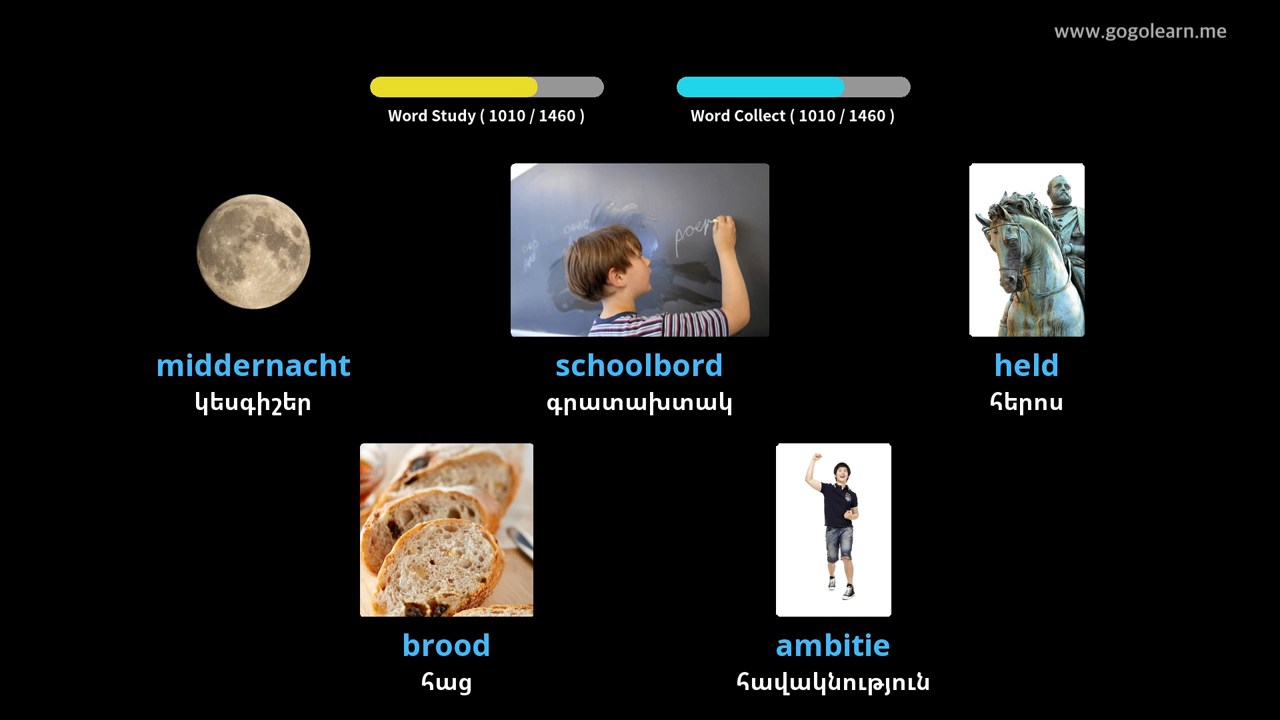 www.gogolearn.me
Word Study ( 1010 / 1460 )
Word Collect ( 1010 / 1460 )
poer
middernacht
կեսգիշեր
schoolbord
գրատախտակ
held
հերոս
brood
հաց
ambitie
հավակնություն